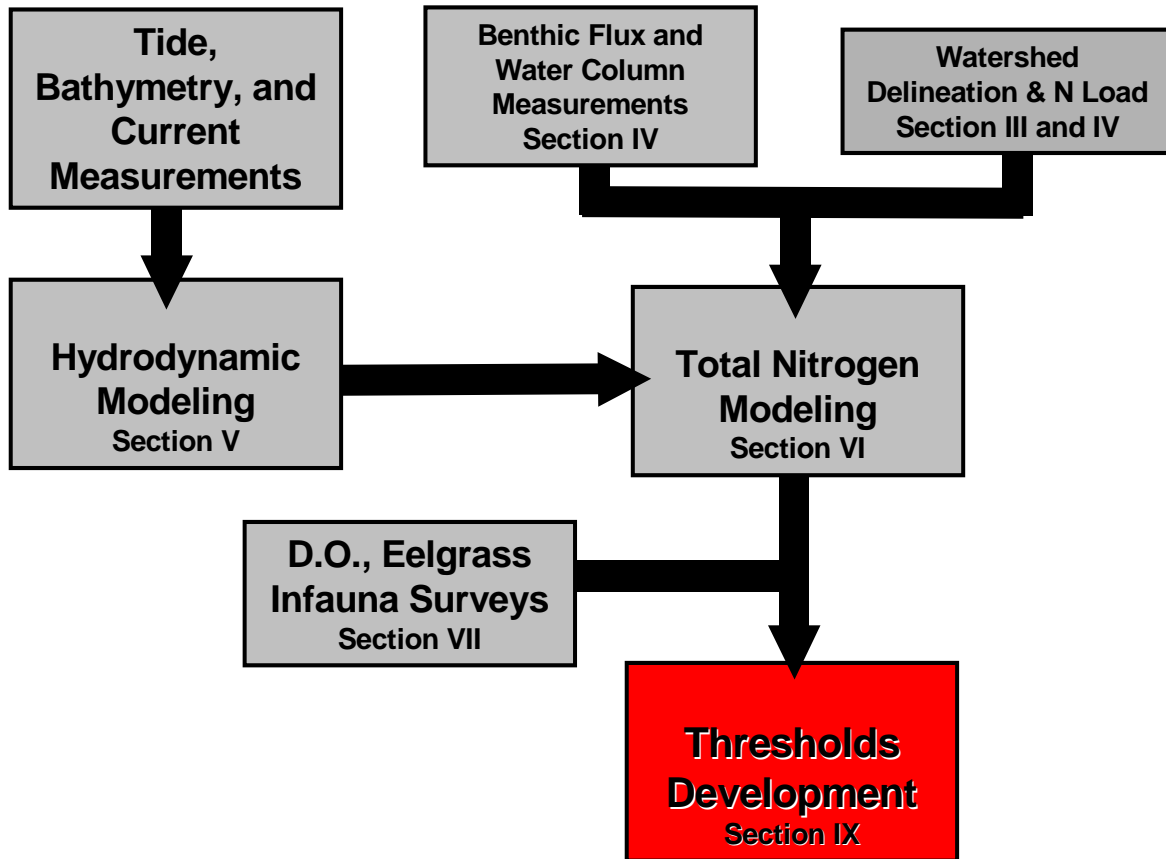 Tide,
Bathymetry, and
Current
Measurements
Benthic Flux and
Water Column
Measurements
Section IV
Watershed
Delineation & N Load
Section III and IV
Hydrodynamic
Modeling
Section V
Total Nitrogen
Modeling
Section VI
D.O., Eelgrass
Infauna Surveys
Section VII
Thresholds
Development
Section IX